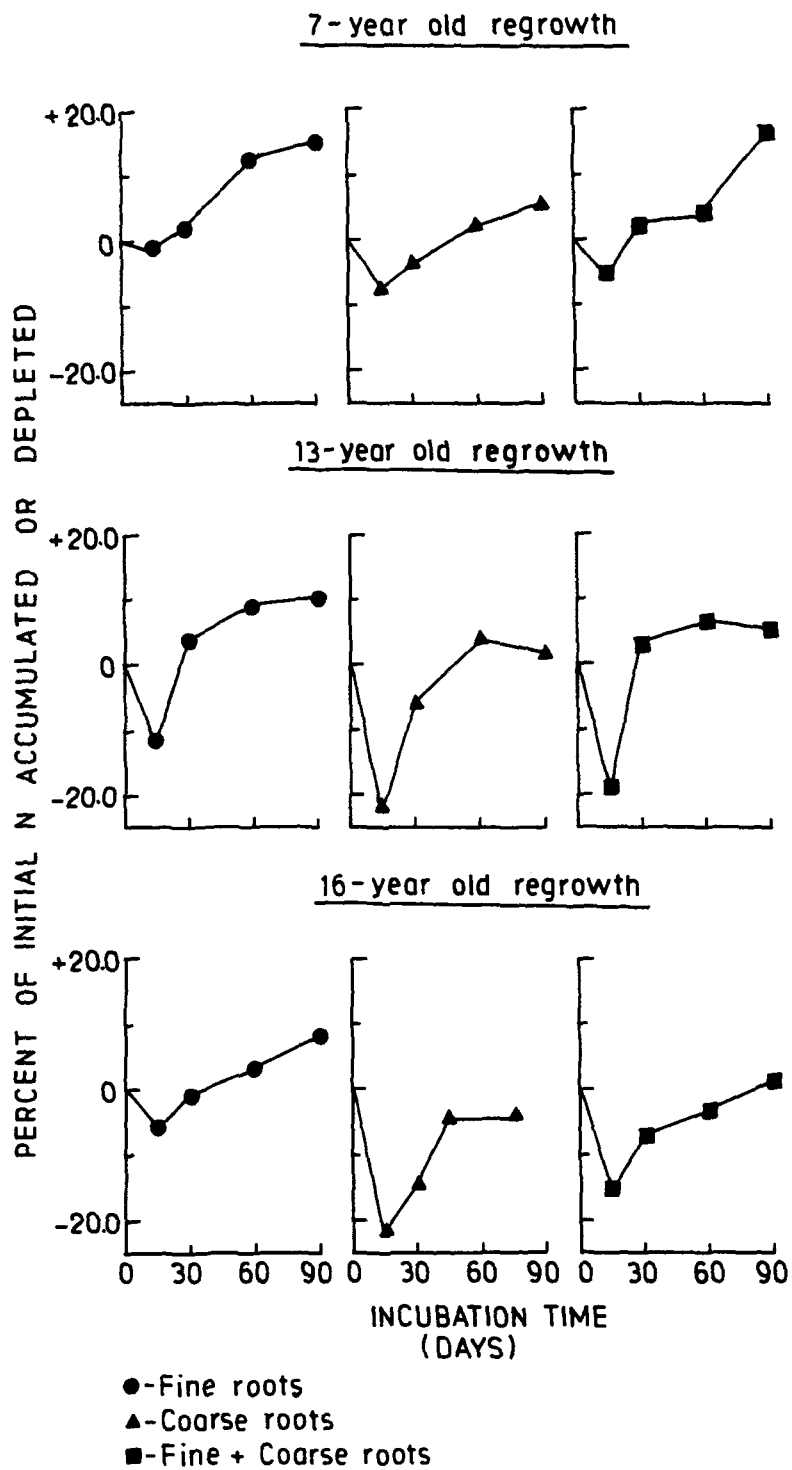 7-year old regrowth
+20.0
0
-20.0
13-year old regrowth
+20.0
0
-20.0
16-year old regrowth
+20.0
0
-20.0
0 30 60 90 0 30 60 90 0 30 60 90
PERCENT OF INITIAL N ACCUMULATED OR DEPLETED
INCUBATION TIME
(DAYS)
●-Fine roots
▲-Coarse roots
■-Fine + Coarse roots